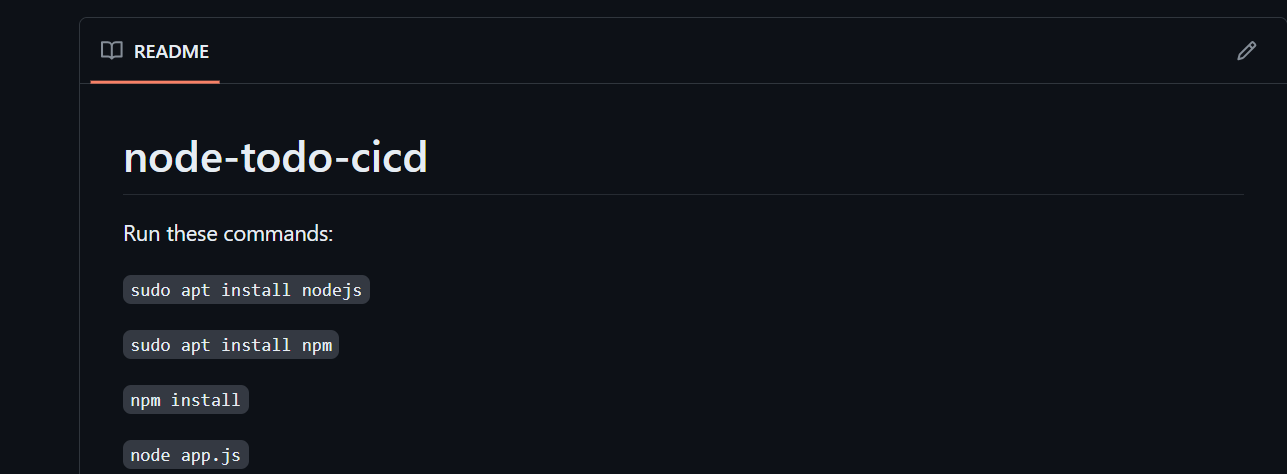 README
node-todo-cicd
Run these commands:
sudo apt install nodejs
sudo apt install npm
npm install
node app.js